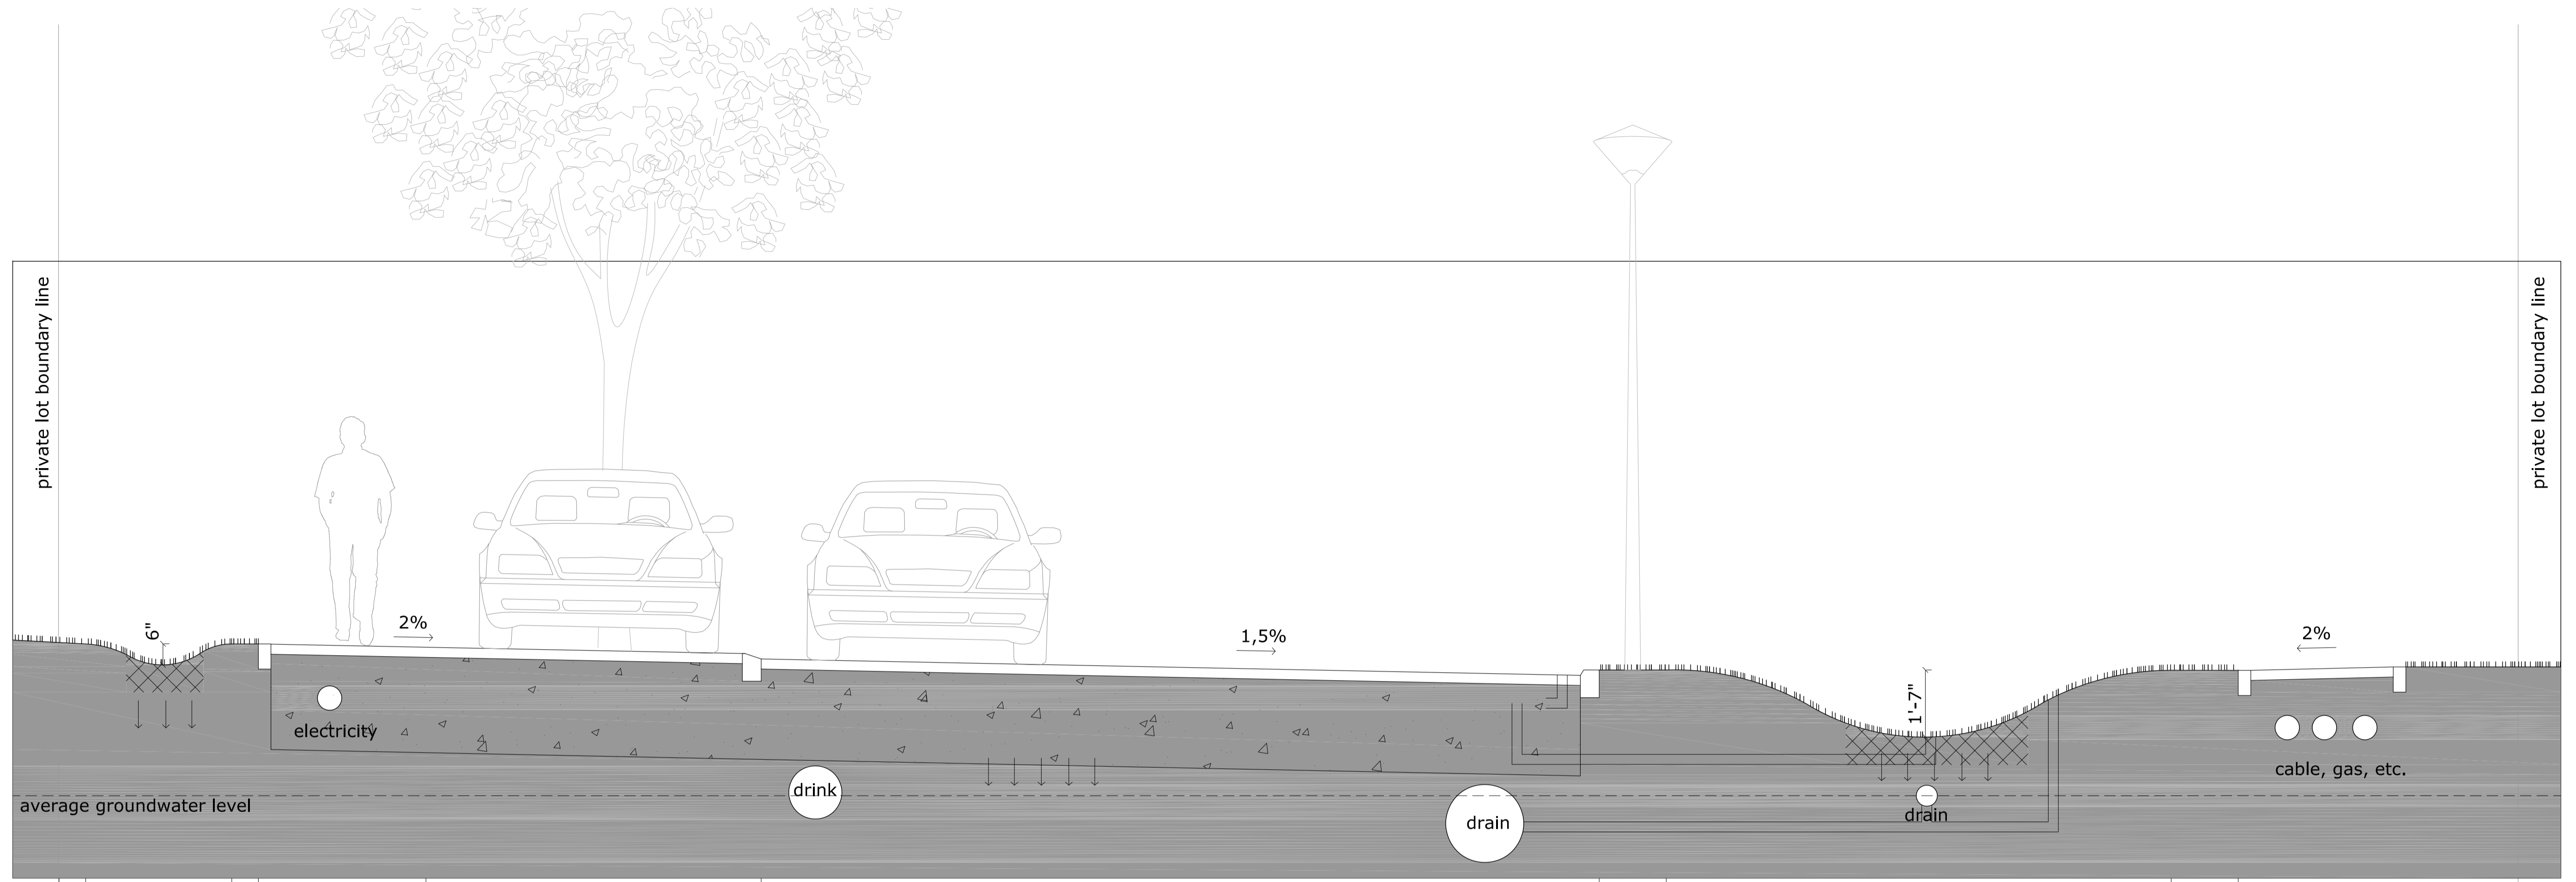 private lot boundary line
private lot boundary line
6"
2%
1,5%
2%
1'-7"
electricity
drink
drain
drain
cable, gas, etc.
average groundwater level